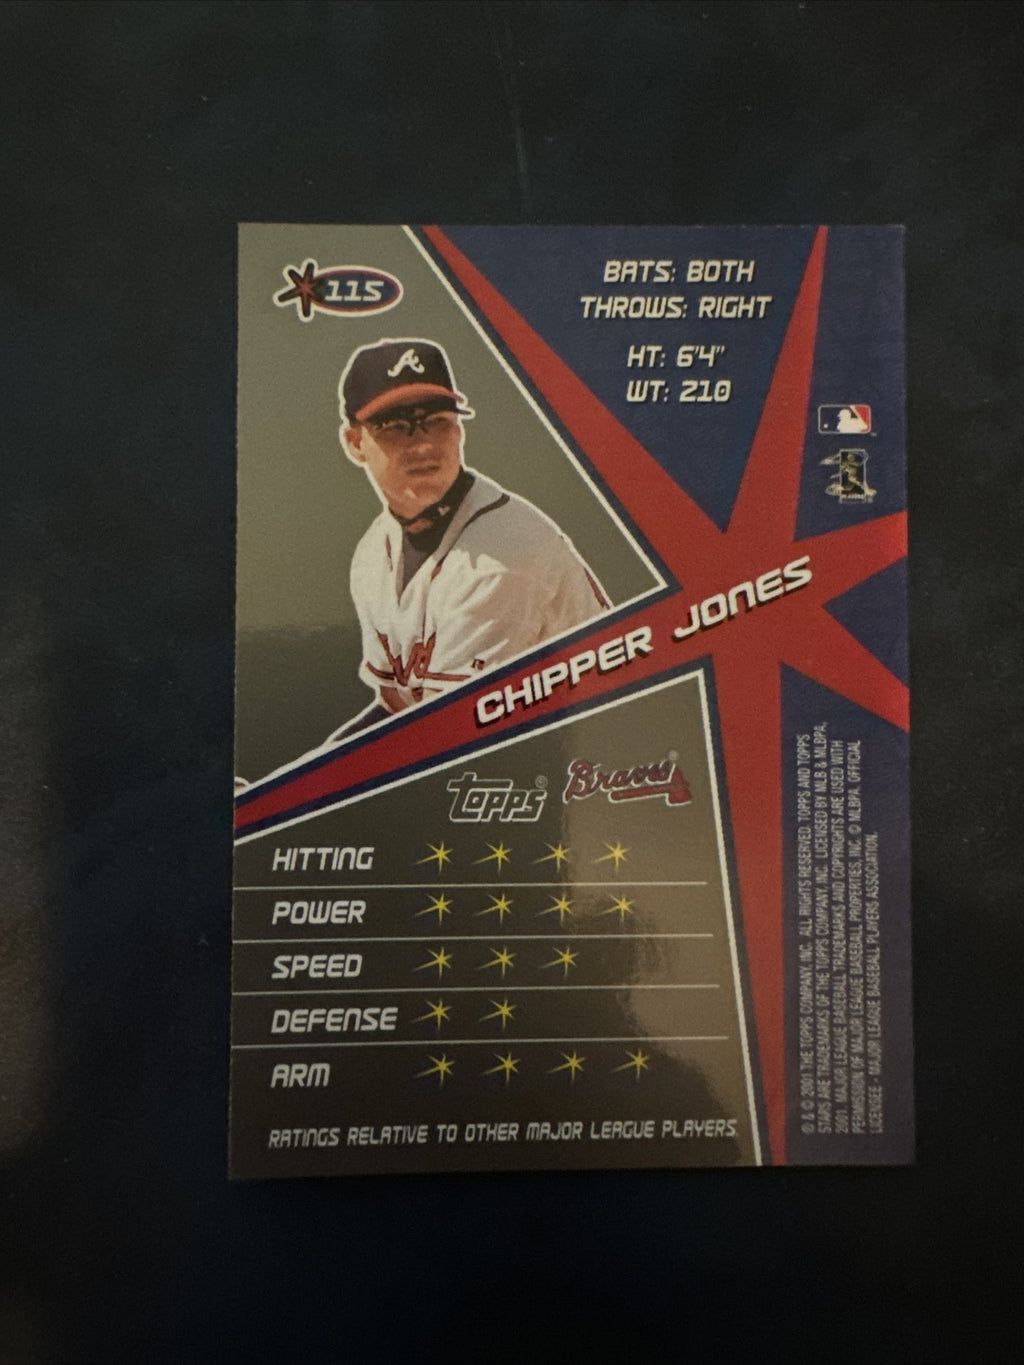 115
BATS: BOTH
THROWS: RIGHT
HT: 6'4"
WT: 210
A
CHIPPER JONES
TOPPS®
Braves®
HITTING
POWER
SPEED
DEFENSE
ARM
RATINGS RELATIVE TO OTHER MAJOR LEAGUE PLAYERS.
® & © 2001 THE TOPPS COMPANY, INC. ALL RIGHTS RESERVED. TOPPS AND TOPPS
STARS ARE TRADEMARKS OF THE TOPPS COMPANY, INC. LICENSED BY MLB & MLBPA,
2001. MAJOR LEAGUE BASEBALL TRADEMARKS AND COPYRIGHTS ARE USED WITH
PERMISSION OF MAJOR LEAGUE BASEBALL PROPERTIES, INC. © MLBPA. OFFICIAL
LICENSEE - MAJOR LEAGUE BASEBALL PLAYERS ASSOCIATION.